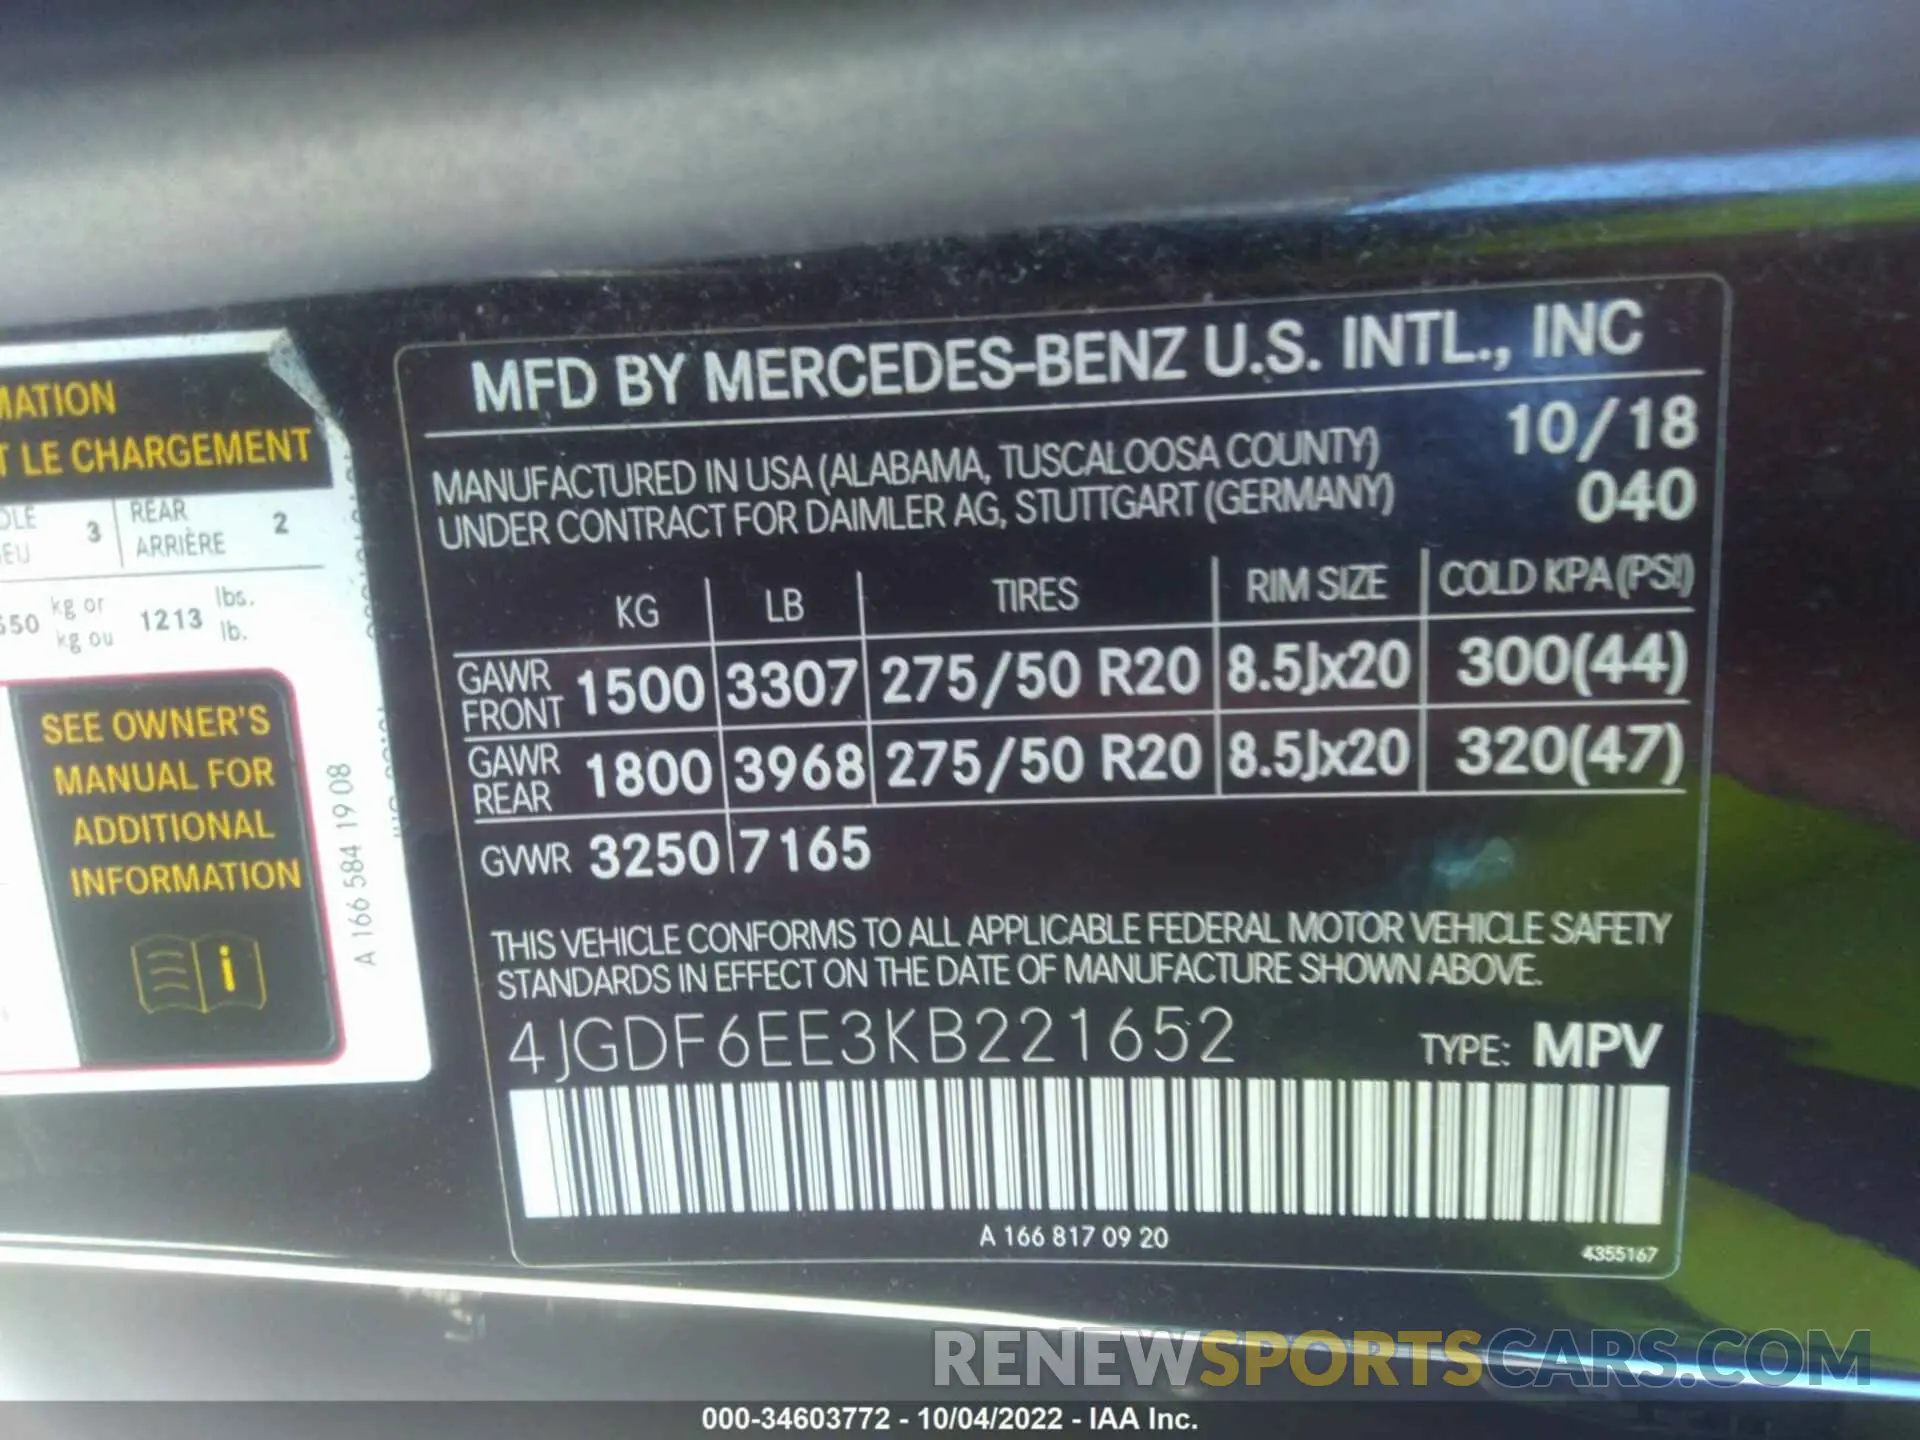 MATION
T LE CHARGEMENT
3 REAR 2
ARRIÈRE
kg or 1213 lbs.
kg ou lb.
SEE OWNER'S
MANUAL FOR
ADDITIONAL
INFORMATION
i
A 166 584 19 08
MFD BY MERCEDES-BENZ U.S. INTL., INC
MANUFACTURED IN USA (ALABAMA, TUSCALOOSA COUNTY) 10/18
UNDER CONTRACT FOR DAIMLER AG, STUTTGART (GERMANY) 040
KG LB TIRES RIM SIZE COLD KPA (PSI)
GAWR FRONT 1500 3307 275/50 R20 8.5Jx20 300(44)
GAWR REAR 1800 3968 275/50 R20 8.5Jx20 320(47)
GVWR 3250 7165
THIS VEHICLE CONFORMS TO ALL APPLICABLE FEDERAL MOTOR VEHICLE SAFETY
STANDARDS IN EFFECT ON THE DATE OF MANUFACTURE SHOWN ABOVE.
4JGDF6EE3KB221652 TYPE: MPV
A 166 817 09 20
4355167
RENEWSPORTSCARS.COM
000-34603772 - 10/04/2022 - IAA Inc.